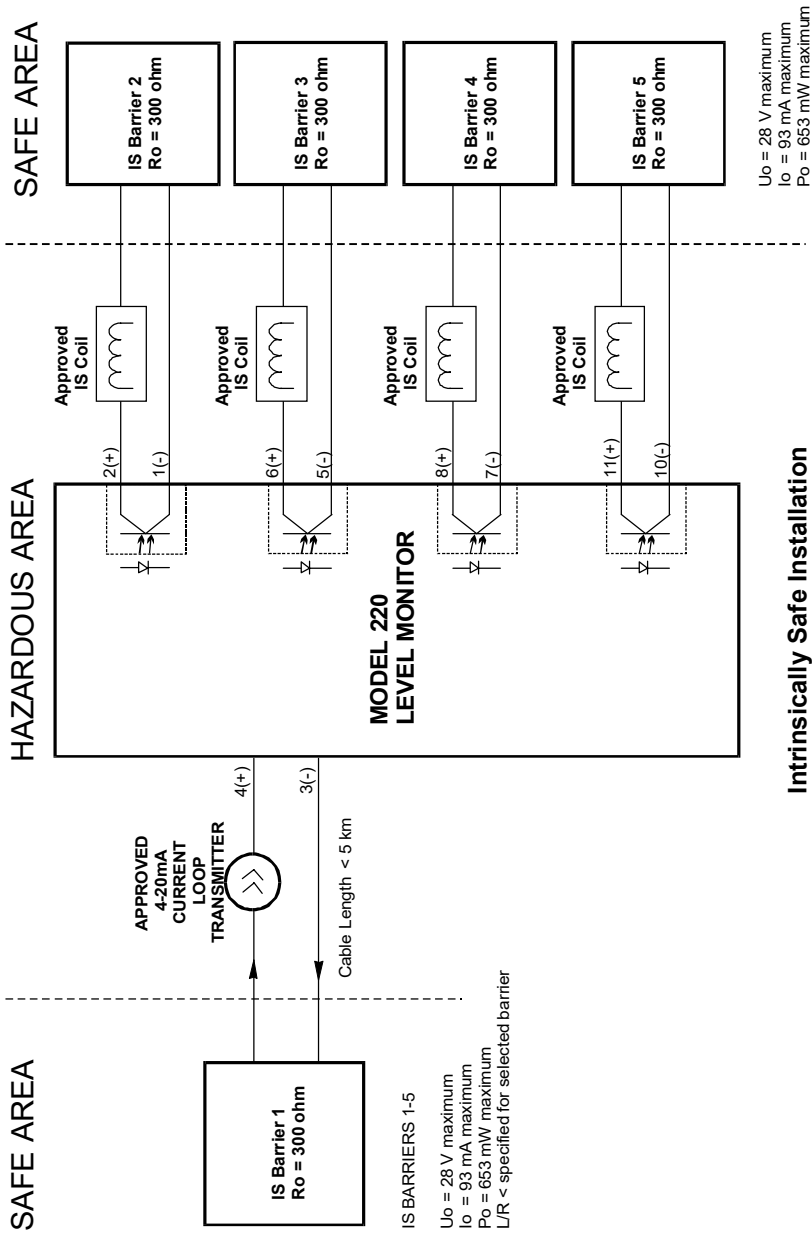 SAFE AREA
HAZARDOUS AREA
SAFE AREA
IS Barrier 1
Ro = 300 ohm
IS BARRIERS 1-5
Uo = 28 V maximum
Io = 93 mA maximum
Po = 653 mW maximum
L/R < specified for selected barrier
APPROVED
4-20mA
CURRENT
LOOP
TRANSMITTER
Cable Length < 5 km
4(+)
3(-)
MODEL 220
LEVEL MONITOR
2(+)
1(-)
6(+)
5(-)
8(+)
7(-)
11(+)
10(-)
Approved
IS Coil
Approved
IS Coil
Approved
IS Coil
Approved
IS Coil
IS Barrier 2
Ro = 300 ohm
IS Barrier 3
Ro = 300 ohm
IS Barrier 4
Ro = 300 ohm
IS Barrier 5
Ro = 300 ohm
Uo = 28 V maximum
Io = 93 mA maximum
Po = 653 mW maximum
Intrinsically Safe Installation